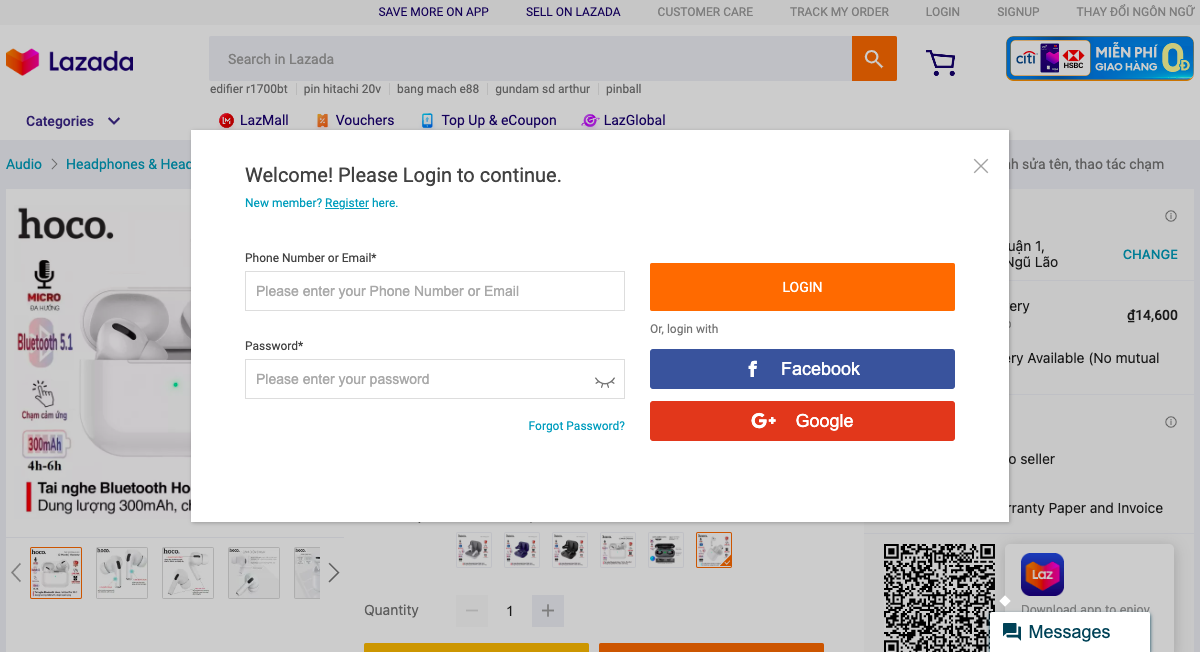 SAVE MORE ON APP
SELL ON LAZADA
CUSTOMER CARE
TRACK MY ORDER
LOGIN
SIGNUP
THAY ĐỔI NGÔN NGỮ
Lazada
Search in Lazada
citi
HSBC
MIỄN PHÍ
GIAO HÀNG
0Đ
edifier r1700bt
pin hitachi 20v
bang mach e88
gundam sd arthur
pinball
Categories
LazMall
Vouchers
Top Up & eCoupon
LazGlobal
Audio
Headphones & Head
nh sửa tên, thao tác chạm
Welcome! Please Login to continue.
New member? Register here.
Phone Number or Email*
Please enter your Phone Number or Email
Password*
Please enter your password
Forgot Password?
LOGIN
Or, login with
Facebook
G+ Google
hoco.
MICRO
ĐA HƯỚNG
Bluetooth 5.1
Chạm cảm ứng
300mAh
4h-6h
Tai nghe Bluetooth Ho
Dung lượng 300mAh, ch
uận 1,
Ngũ Lão
CHANGE
ery
₫14,600
ery Available (No mutual
o seller
rranty Paper and Invoice
hoco.
hoco.
hoco.
Quantity
1
Laz
Download app to enjoy
Messages